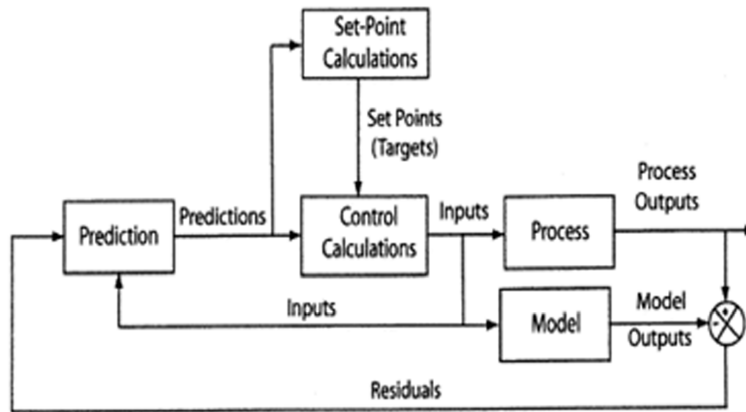 Set-Point
Calculations
Set Points
(Targets)
Process
Outputs
Prediction
Predictions
Control
Calculations
Inputs
Process
Inputs
Model
Model
Outputs
+
-
Residuals